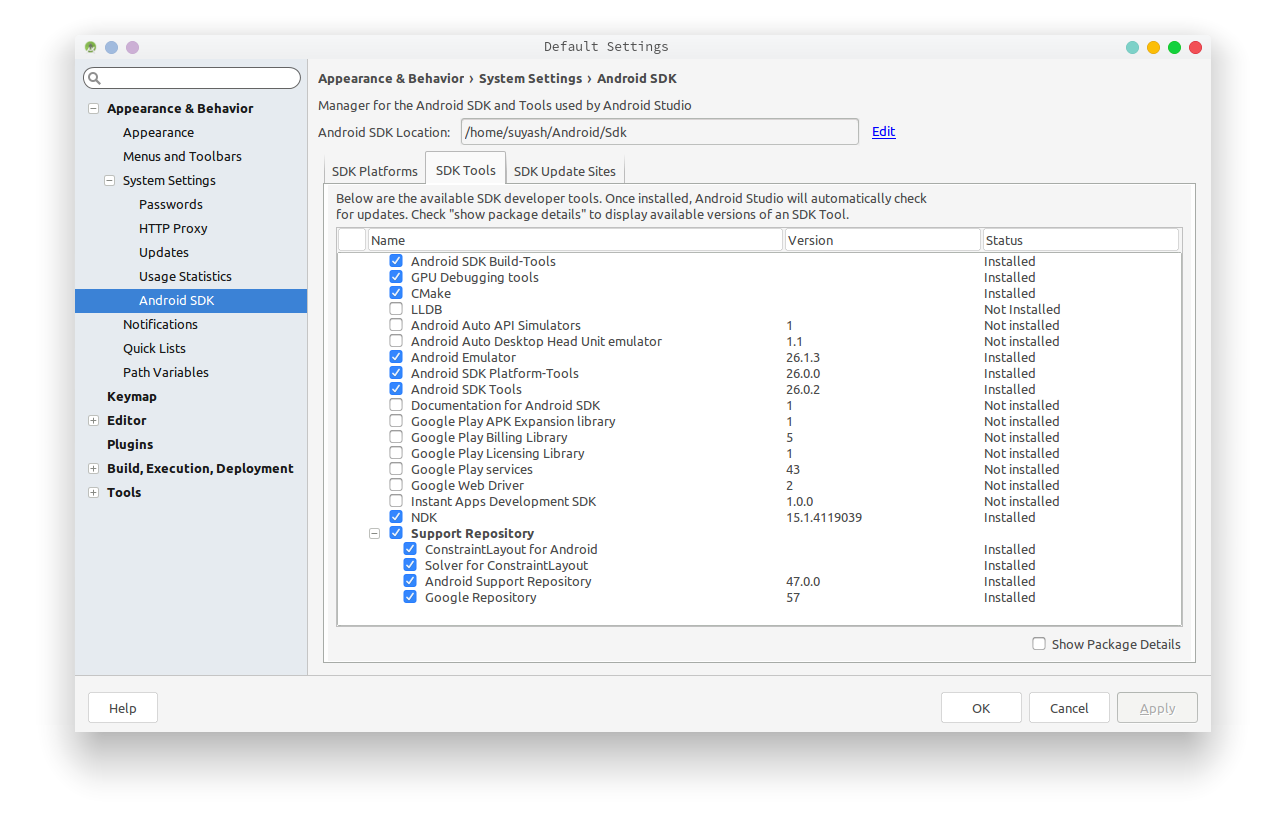 Default Settings
Appearance & Behavior
Appearance
Menus and Toolbars
System Settings
Passwords
HTTP Proxy
Updates
Usage Statistics
Android SDK
Notifications
Quick Lists
Path Variables
Keymap
Editor
Plugins
Build, Execution, Deployment
Tools
Appearance & Behavior › System Settings › Android SDK
Manager for the Android SDK and Tools used by Android Studio
Android SDK Location: /home/suyash/Android/Sdk Edit
SDK Platforms SDK Tools SDK Update Sites
Below are the available SDK developer tools. Once installed, Android Studio will automatically check
for updates. Check "show package details" to display available versions of an SDK Tool.
Name Version Status
Android SDK Build-Tools Installed
GPU Debugging tools Installed
CMake Installed
LLDB Not Installed
Android Auto API Simulators 1 Not installed
Android Auto Desktop Head Unit emulator 1.1 Not installed
Android Emulator 26.1.3 Installed
Android SDK Platform-Tools 26.0.0 Installed
Android SDK Tools 26.0.2 Installed
Documentation for Android SDK 1 Not installed
Google Play APK Expansion library 1 Not installed
Google Play Billing Library 5 Not installed
Google Play Licensing Library 1 Not installed
Google Play services 43 Not installed
Google Web Driver 2 Not installed
Instant Apps Development SDK 1.0.0 Not installed
NDK 15.1.4119039 Installed
Support Repository
ConstraintLayout for Android Installed
Solver for ConstraintLayout Installed
Android Support Repository 47.0.0 Installed
Google Repository 57 Installed
Show Package Details
Help OK Cancel Apply